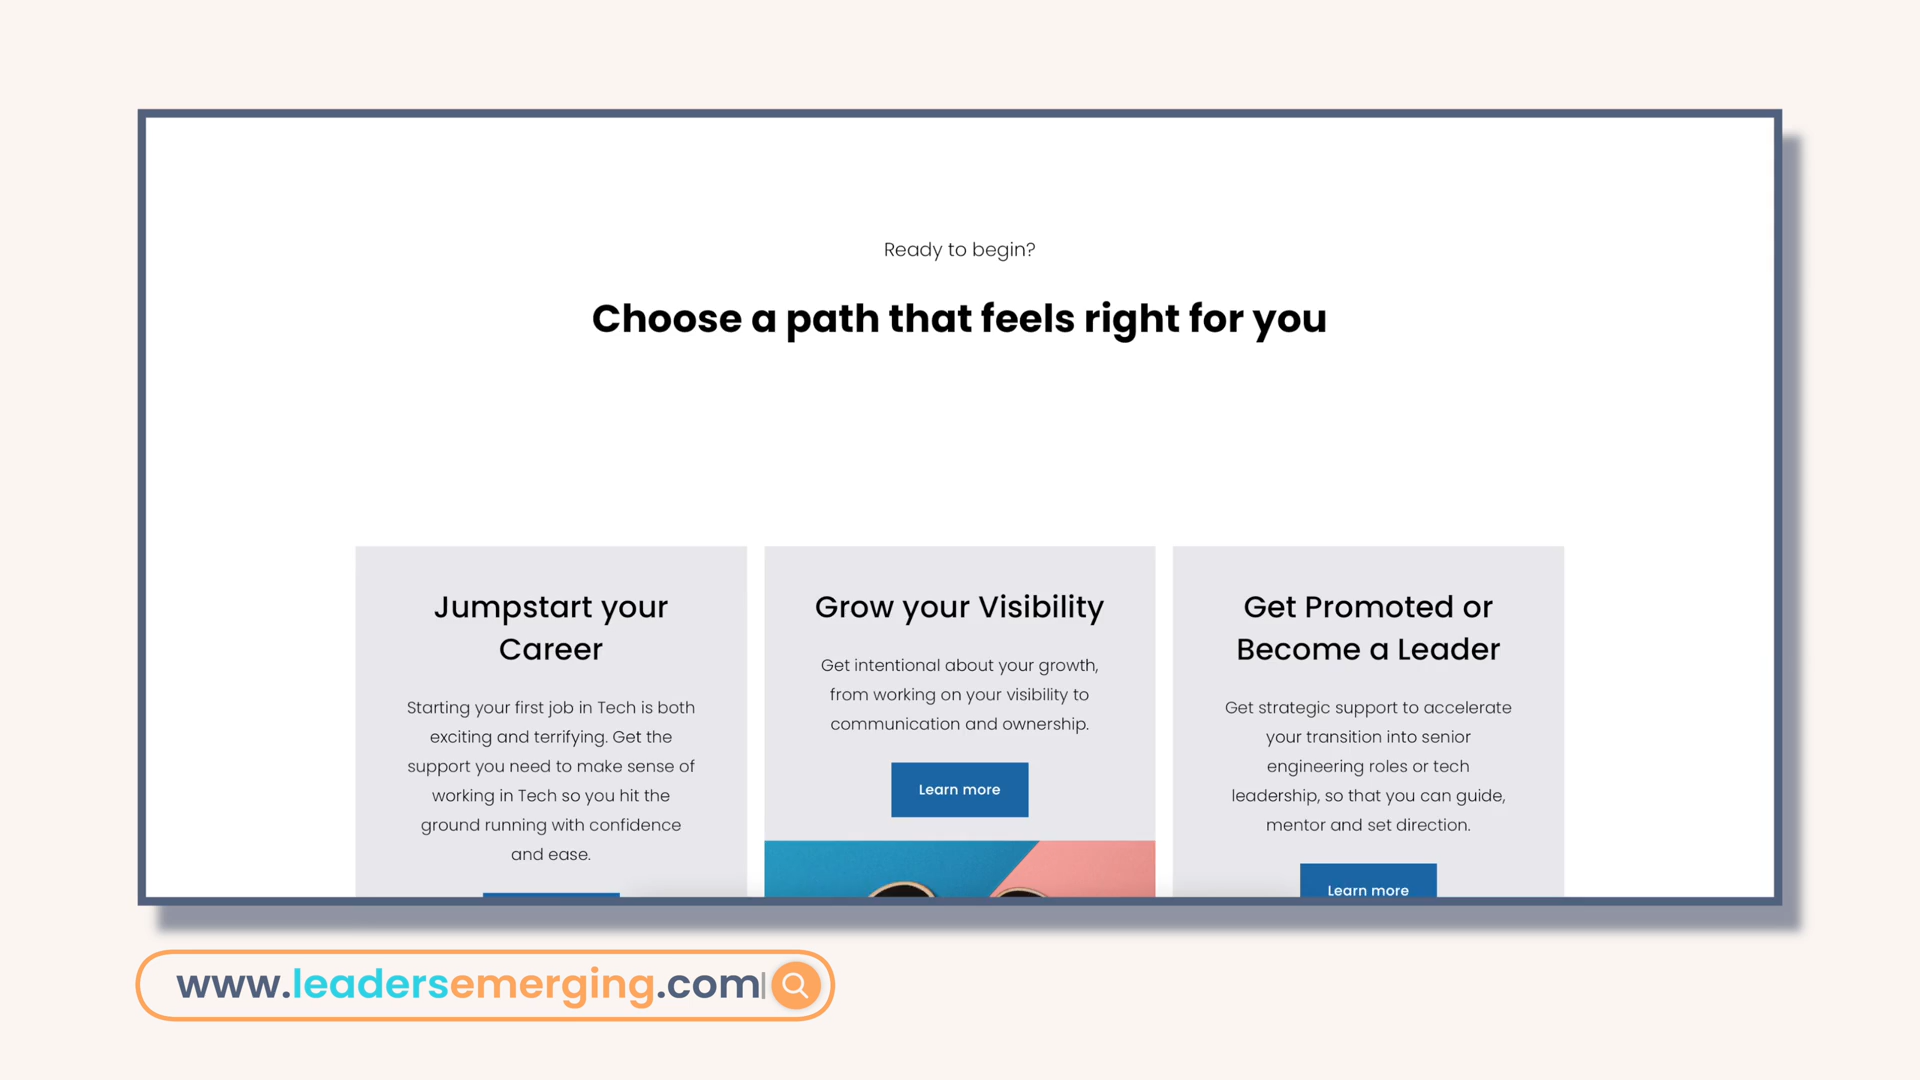 Ready to begin?
Choose a path that feels right for you
Jumpstart your
Career
Starting your first job in Tech is both
exciting and terrifying. Get the
support you need to make sense of
working in Tech so you hit the
ground running with confidence
and ease.
Grow your Visibility
Get intentional about your growth,
from working on your visibility to
communication and ownership.
Learn more
Get Promoted or
Become a Leader
Get strategic support to accelerate
your transition into senior
engineering roles or tech
leadership, so that you can guide,
mentor and set direction.
Learn more
www.leadersemerging.com